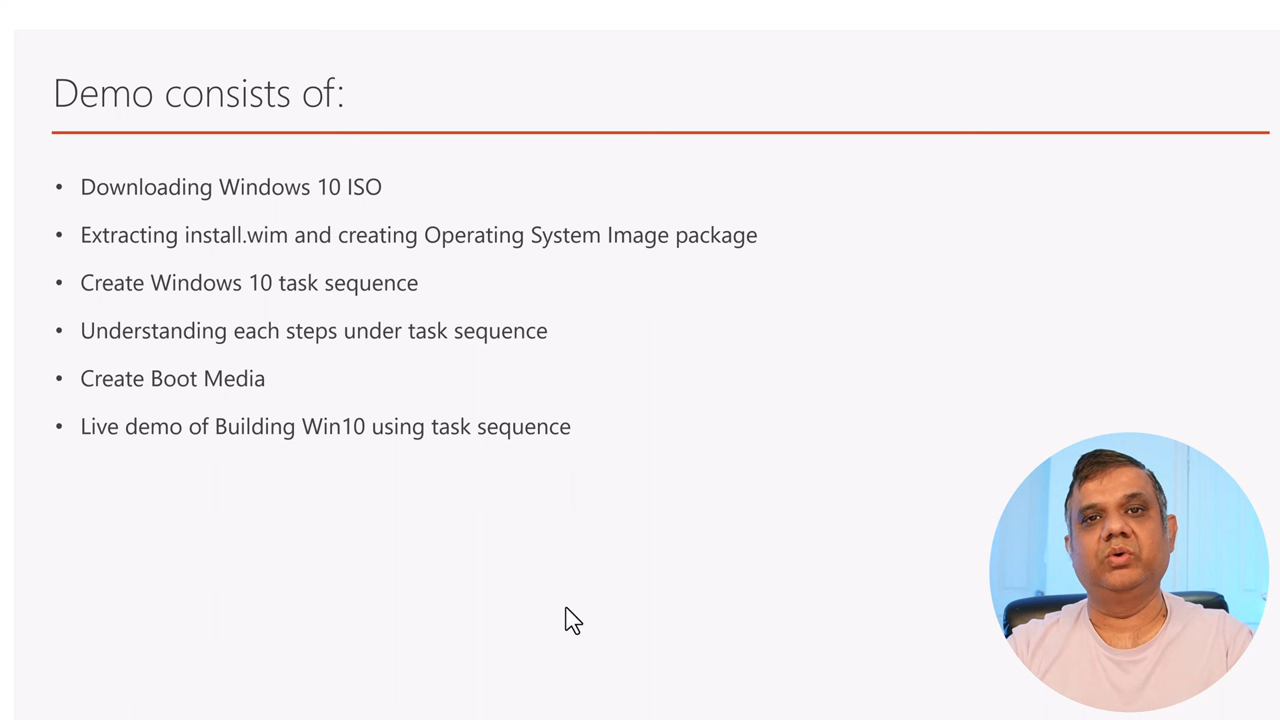 Demo consists of:
• Downloading Windows 10 ISO
• Extracting install.wim and creating Operating System Image package
• Create Windows 10 task sequence
• Understanding each steps under task sequence
• Create Boot Media
• Live demo of Building Win10 using task sequence